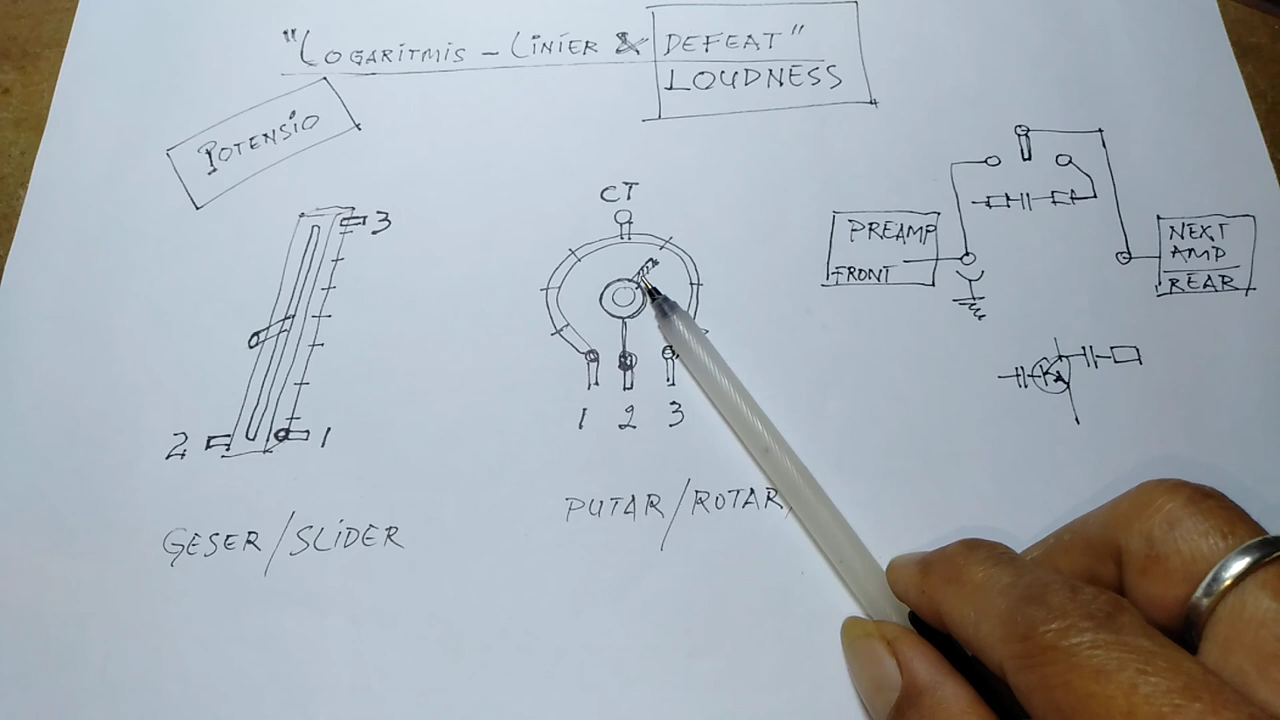 "LOGARITMIS - LINIER & DEFEAT"
LOUDNESS
POTENSIO
CT
3
PREAMP
FRONT
NEXT
AMP
REAR
2
1
1 2 3
GESER/SLIDER
PUTAR/ROTAR